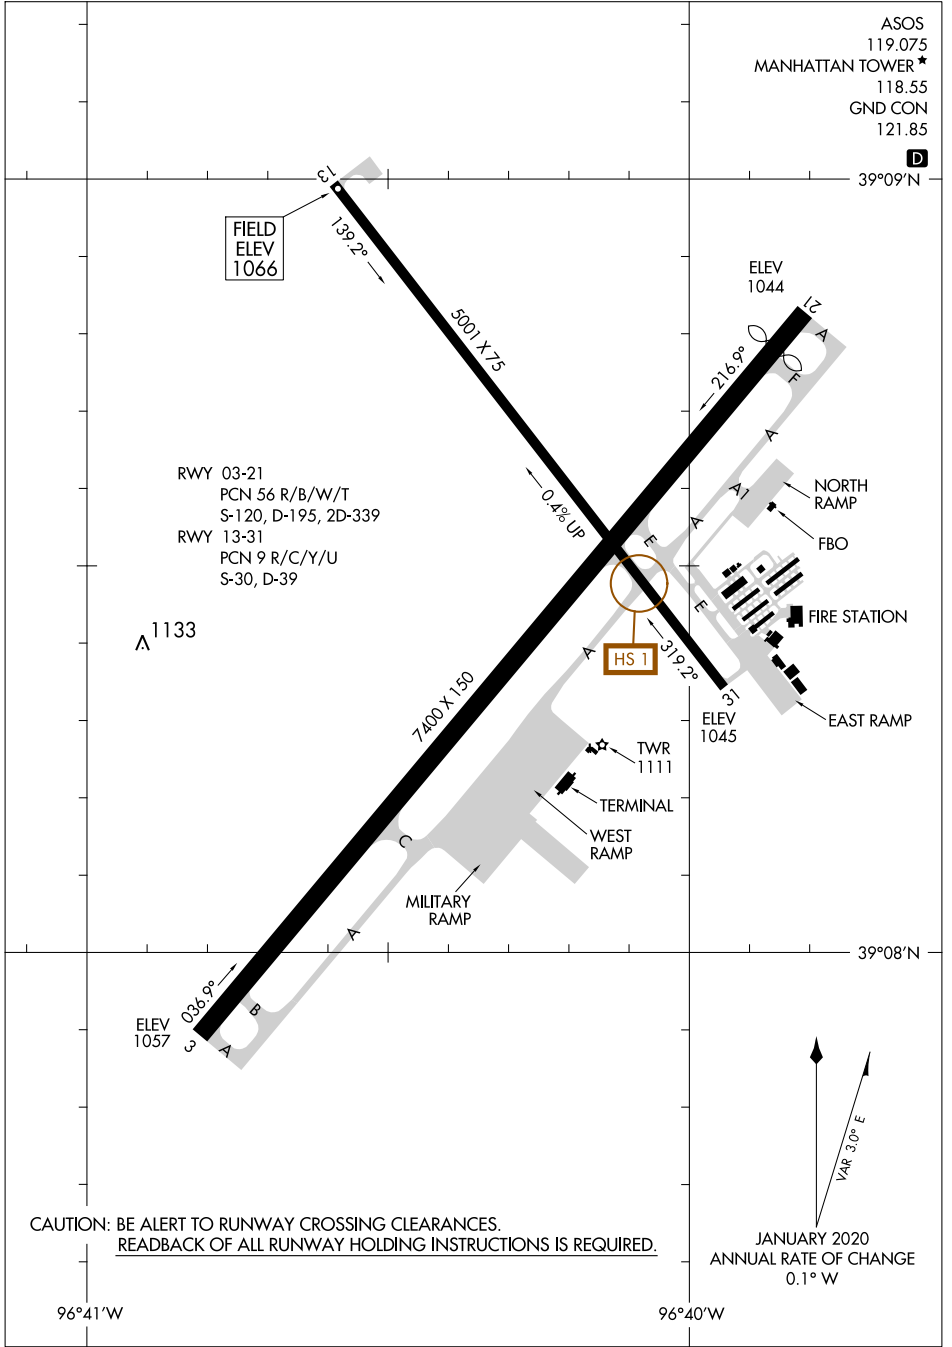 ASOS
119.075
MANHATTAN TOWER★
118.55
GND CON
121.85
D
39°09'N
13
FIELD
ELEV
1066
139.2°
5001 X 75
ELEV
1044
21
A
216.9°
F
A
RWY 03-21
PCN 56 R/B/W/T
S-120, D-195, 2D-339
RWY 13-31
PCN 9 R/C/Y/U
S-30, D-39
0.4% UP
A1
NORTH
RAMP
A
FBO
E
E
FIRE STATION
1133
HS 1
A
319.2°
31
ELEV
1045
EAST RAMP
7400 X 150
TWR
1111
TERMINAL
WEST
RAMP
C
MILITARY
RAMP
A
39°08'N
036.9°
B
ELEV
1057
3
A
VAR 3.0° E
CAUTION: BE ALERT TO RUNWAY CROSSING CLEARANCES.
READBACK OF ALL RUNWAY HOLDING INSTRUCTIONS IS REQUIRED.
JANUARY 2020
ANNUAL RATE OF CHANGE
0.1° W
96°41'W
96°40'W